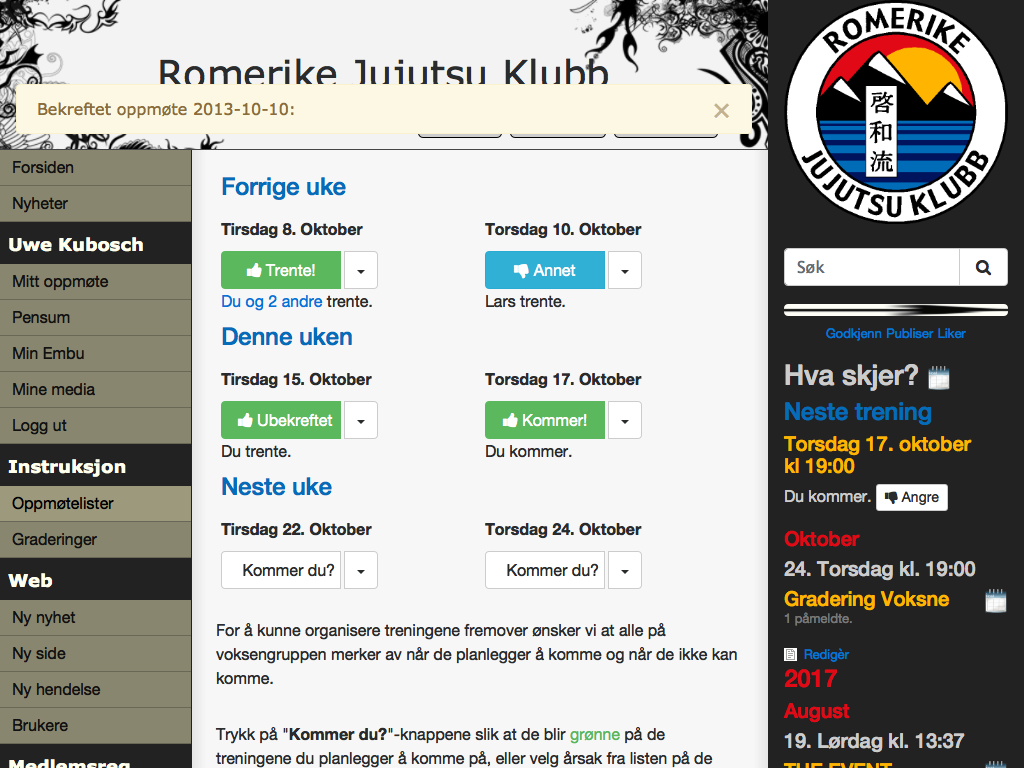 Romerike Jujutsu Klubb
Bekreftet oppmøte 2013-10-10:
×
Forsiden
Nyheter
Uwe Kubosch
Mitt oppmøte
Pensum
Min Embu
Mine media
Logg ut
Instruksjon
Oppmøtelister
Graderinger
Web
Ny nyhet
Ny side
Ny hendelse
Brukere
Medlemsreg
Forrige uke
Tirsdag 8. Oktober
Torsdag 10. Oktober
Trente!
Annet
Du og 2 andre trente.
Lars trente.
Denne uken
Tirsdag 15. Oktober
Torsdag 17. Oktober
Ubekreftet
Kommer!
Du trente.
Du kommer.
Neste uke
Tirsdag 22. Oktober
Torsdag 24. Oktober
Kommer du?
Kommer du?
For å kunne organisere treningene fremover ønsker vi at alle på
voksengruppen merker av når de planlegger å komme og når de ikke kan
komme.
Trykk på "Kommer du?"-knappene slik at de blir grønne på de
treningene du planlegger å komme på, eller velg årsak fra listen på de
ROMERIKE
啓和流
JUJUTSU KLUBB
Søk
Godkjenn Publiser Liker
Hva skjer?
Neste trening
Torsdag 17. oktober
kl 19:00
Du kommer. Angre
Oktober
24. Torsdag kl. 19:00
Gradering Voksne
1 påmeldte.
Redigèr
2017
August
19. Lørdag kl. 13:37
THE EVENT